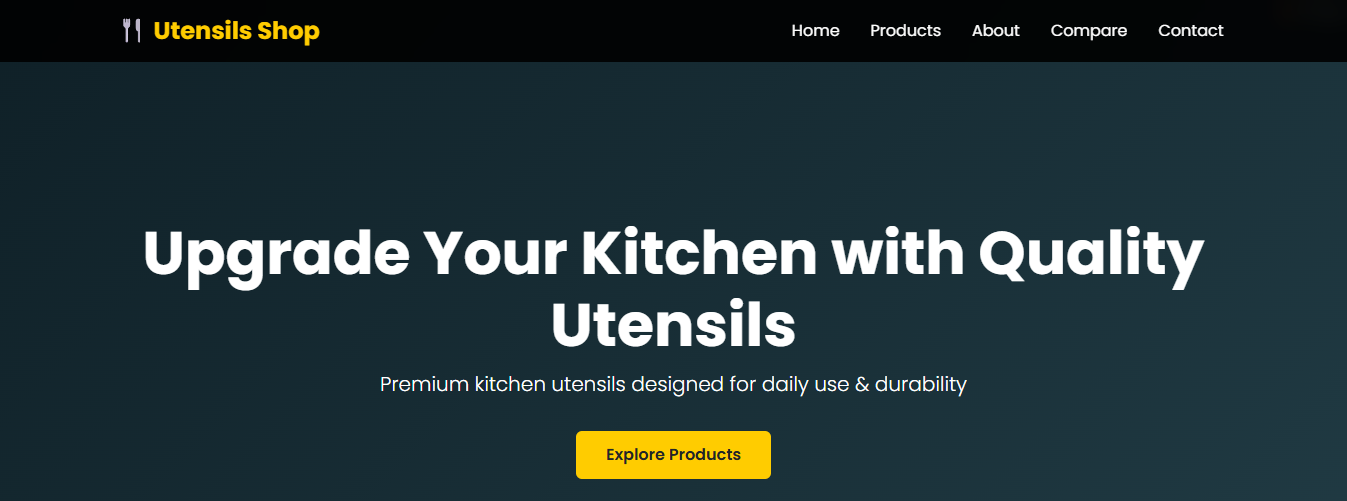 Utensils Shop
Home Products About Compare Contact
Upgrade Your Kitchen with Quality
Utensils
Premium kitchen utensils designed for daily use & durability
Explore Products